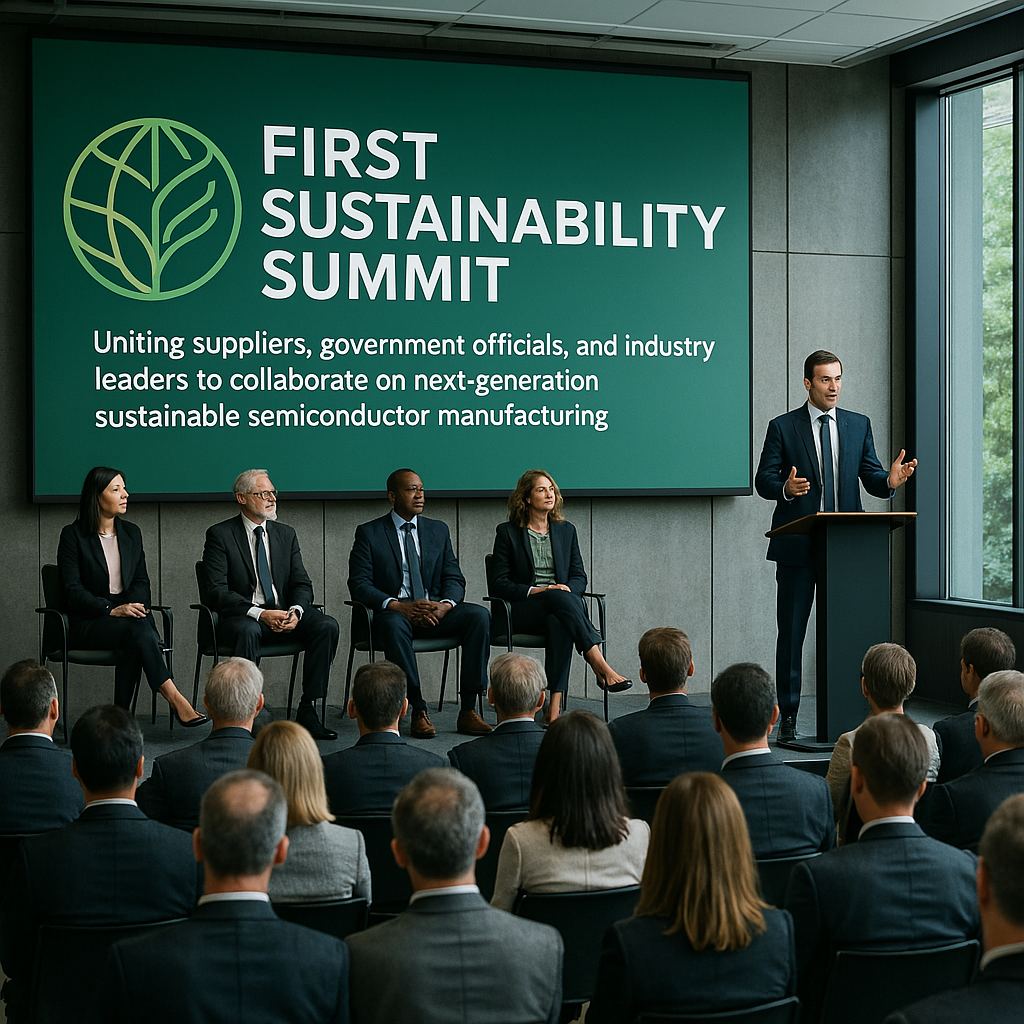 FIRST
SUSTAINABILITY
SUMMIT
Uniting suppliers, government officials, and industry
leaders to collaborate on next-generation
sustainable semiconductor manufacturing